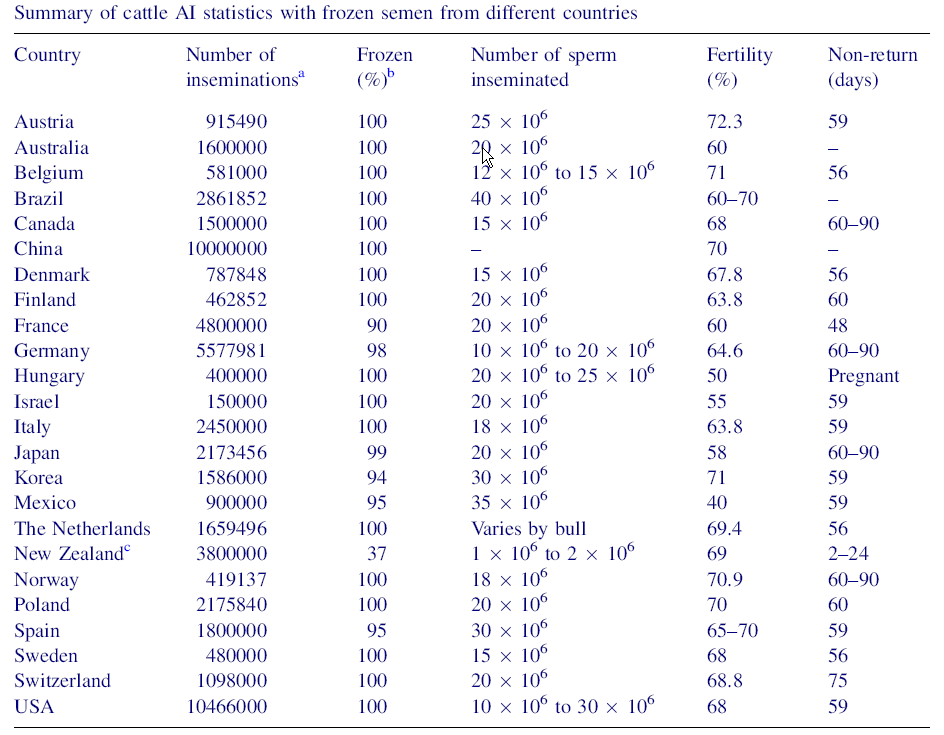 Summary of cattle AI statistics with frozen semen from different countries
Country Number of inseminationsᵃ Frozen (%)ᵇ Number of sperm inseminated Fertility (%) Non-return (days)
Austria 915490 100 25 × 10⁶ 72.3 59
Australia 1600000 100 20 × 10⁶ 60 –
Belgium 581000 100 12 × 10⁶ to 15 × 10⁶ 71 56
Brazil 2861852 100 40 × 10⁶ 60–70 –
Canada 1500000 100 15 × 10⁶ 68 60–90
China 10000000 100 – 70 –
Denmark 787848 100 15 × 10⁶ 67.8 56
Finland 462852 100 20 × 10⁶ 63.8 60
France 4800000 90 20 × 10⁶ 60 48
Germany 5577981 98 10 × 10⁶ to 20 × 10⁶ 64.6 60–90
Hungary 400000 100 20 × 10⁶ to 25 × 10⁶ 50 Pregnant
Israel 150000 100 20 × 10⁶ 55 59
Italy 2450000 100 18 × 10⁶ 63.8 59
Japan 2173456 99 20 × 10⁶ 58 60–90
Korea 1586000 94 30 × 10⁶ 71 59
Mexico 900000 95 35 × 10⁶ 40 59
The Netherlands 1659496 100 Varies by bull 69.4 56
New Zealandᶜ 3800000 37 1 × 10⁶ to 2 × 10⁶ 69 2–24
Norway 419137 100 18 × 10⁶ 70.9 60–90
Poland 2175840 100 20 × 10⁶ 70 60
Spain 1800000 95 30 × 10⁶ 65–70 59
Sweden 480000 100 15 × 10⁶ 68 56
Switzerland 1098000 100 20 × 10⁶ 68.8 75
USA 10466000 100 10 × 10⁶ to 30 × 10⁶ 68 59